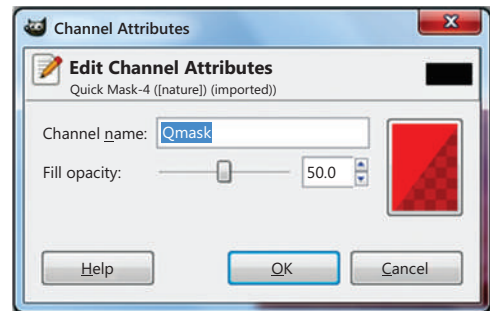 Channel Attributes
Edit Channel Attributes
Quick Mask-4 ([nature]) (imported))
Channel name: Qmask
Fill opacity: 50.0
Help OK Cancel